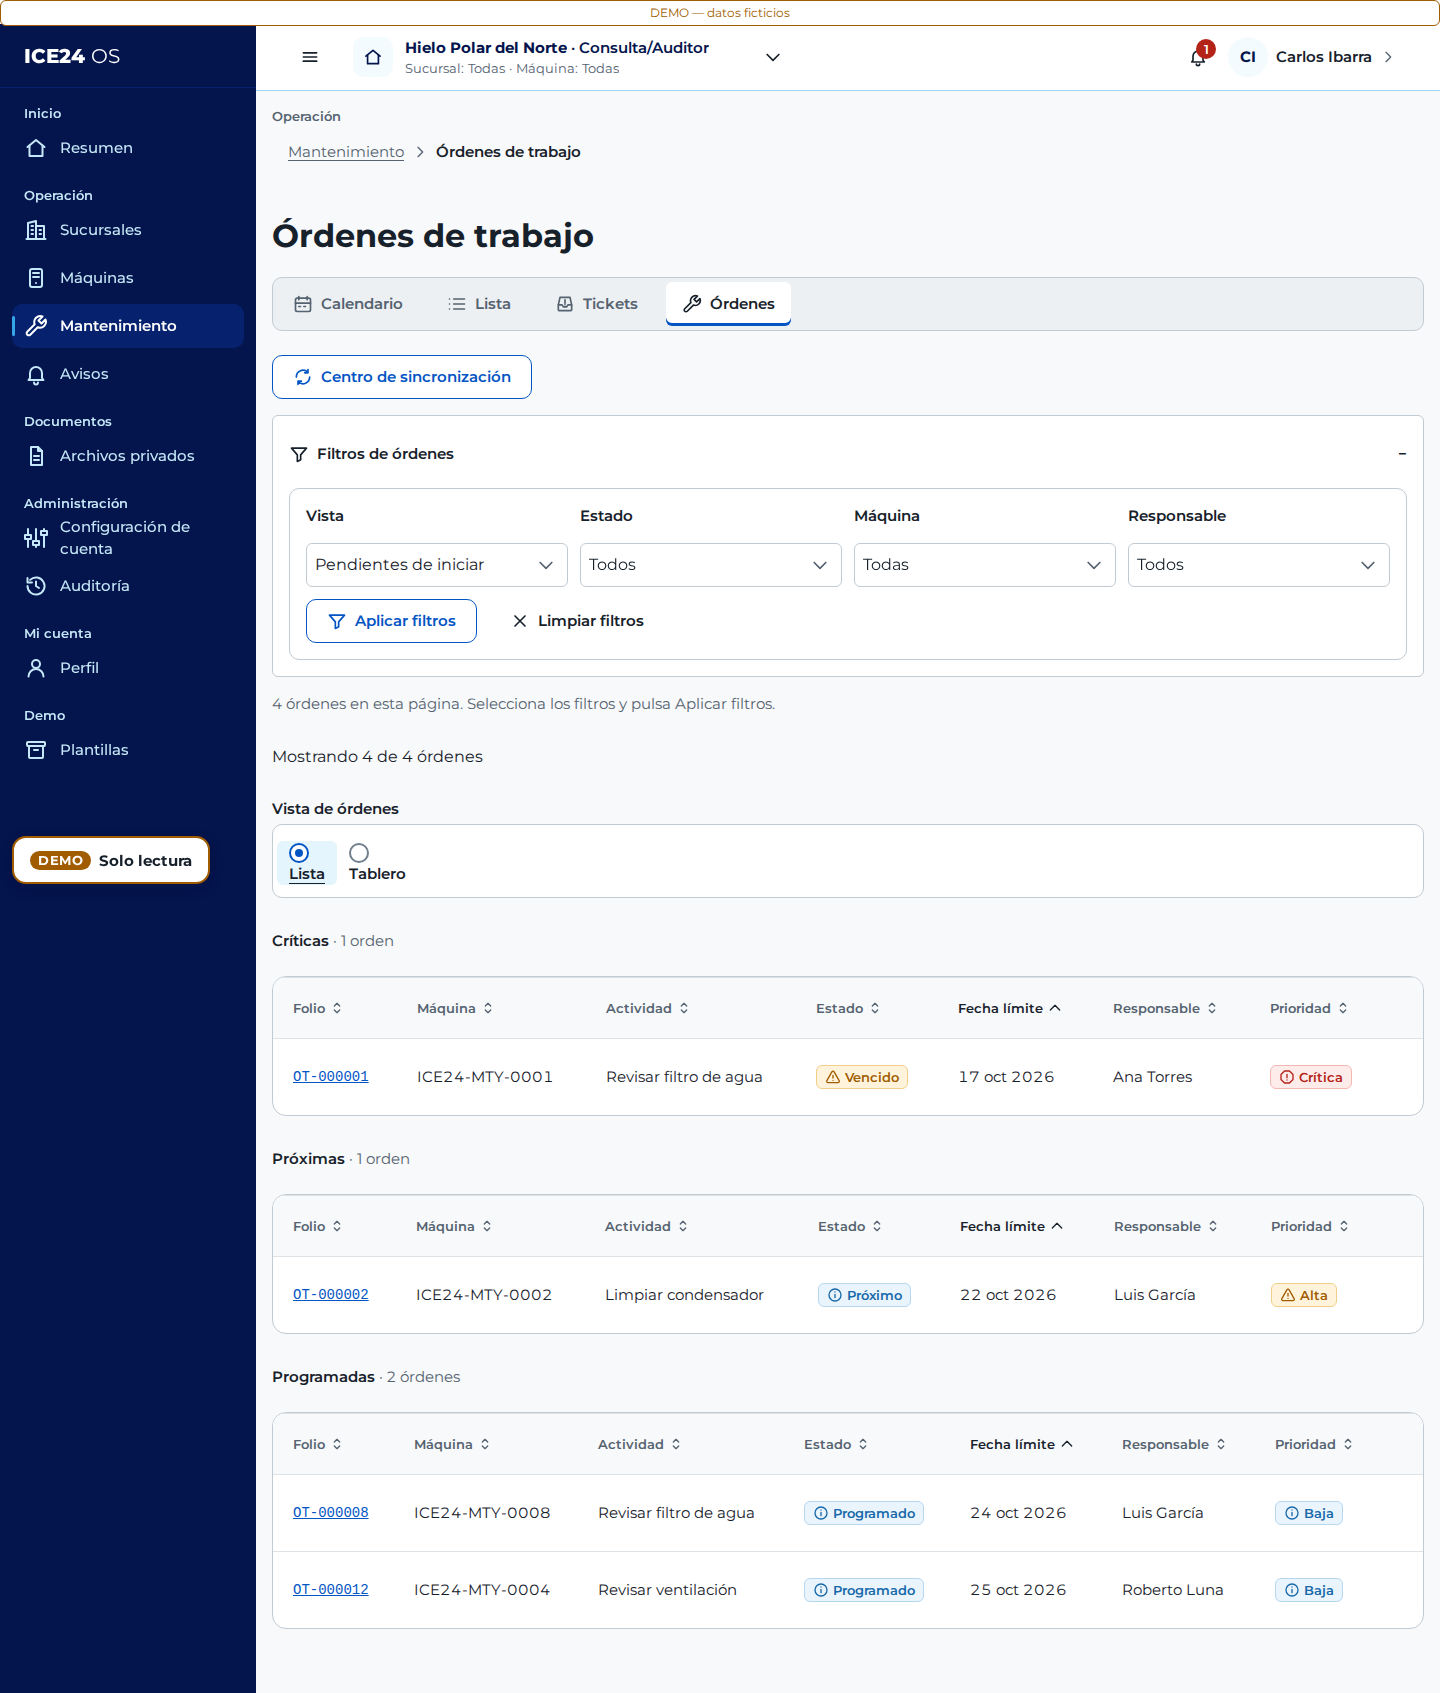 DEMO — datos ficticios
ICE24 OS
Inicio
Resumen
Operación
Sucursales
Máquinas
Mantenimiento
Avisos
Documentos
Archivos privados
Administración
Configuración de
cuenta
Auditoría
Mi cuenta
Perfil
Demo
Plantillas
DEMO Solo lectura
Hielo Polar del Norte · Consulta/Auditor
Sucursal: Todas · Máquina: Todas
1
CI Carlos Ibarra
Operación
Mantenimiento > Órdenes de trabajo
Órdenes de trabajo
Calendario Lista Tickets Órdenes
Centro de sincronización
Filtros de órdenes −
Vista Estado Máquina Responsable
Pendientes de iniciar Todos Todas Todos
Aplicar filtros Limpiar filtros
4 órdenes en esta página. Selecciona los filtros y pulsa Aplicar filtros.
Mostrando 4 de 4 órdenes
Vista de órdenes
Lista Tablero
Críticas · 1 orden
Folio Máquina Actividad Estado Fecha límite Responsable Prioridad
OT-000001 ICE24-MTY-0001 Revisar filtro de agua Vencido 17 oct 2026 Ana Torres Crítica
Próximas · 1 orden
Folio Máquina Actividad Estado Fecha límite Responsable Prioridad
OT-000002 ICE24-MTY-0002 Limpiar condensador Próximo 22 oct 2026 Luis García Alta
Programadas · 2 órdenes
Folio Máquina Actividad Estado Fecha límite Responsable Prioridad
OT-000008 ICE24-MTY-0008 Revisar filtro de agua Programado 24 oct 2026 Luis García Baja
OT-000012 ICE24-MTY-0004 Revisar ventilación Programado 25 oct 2026 Roberto Luna Baja